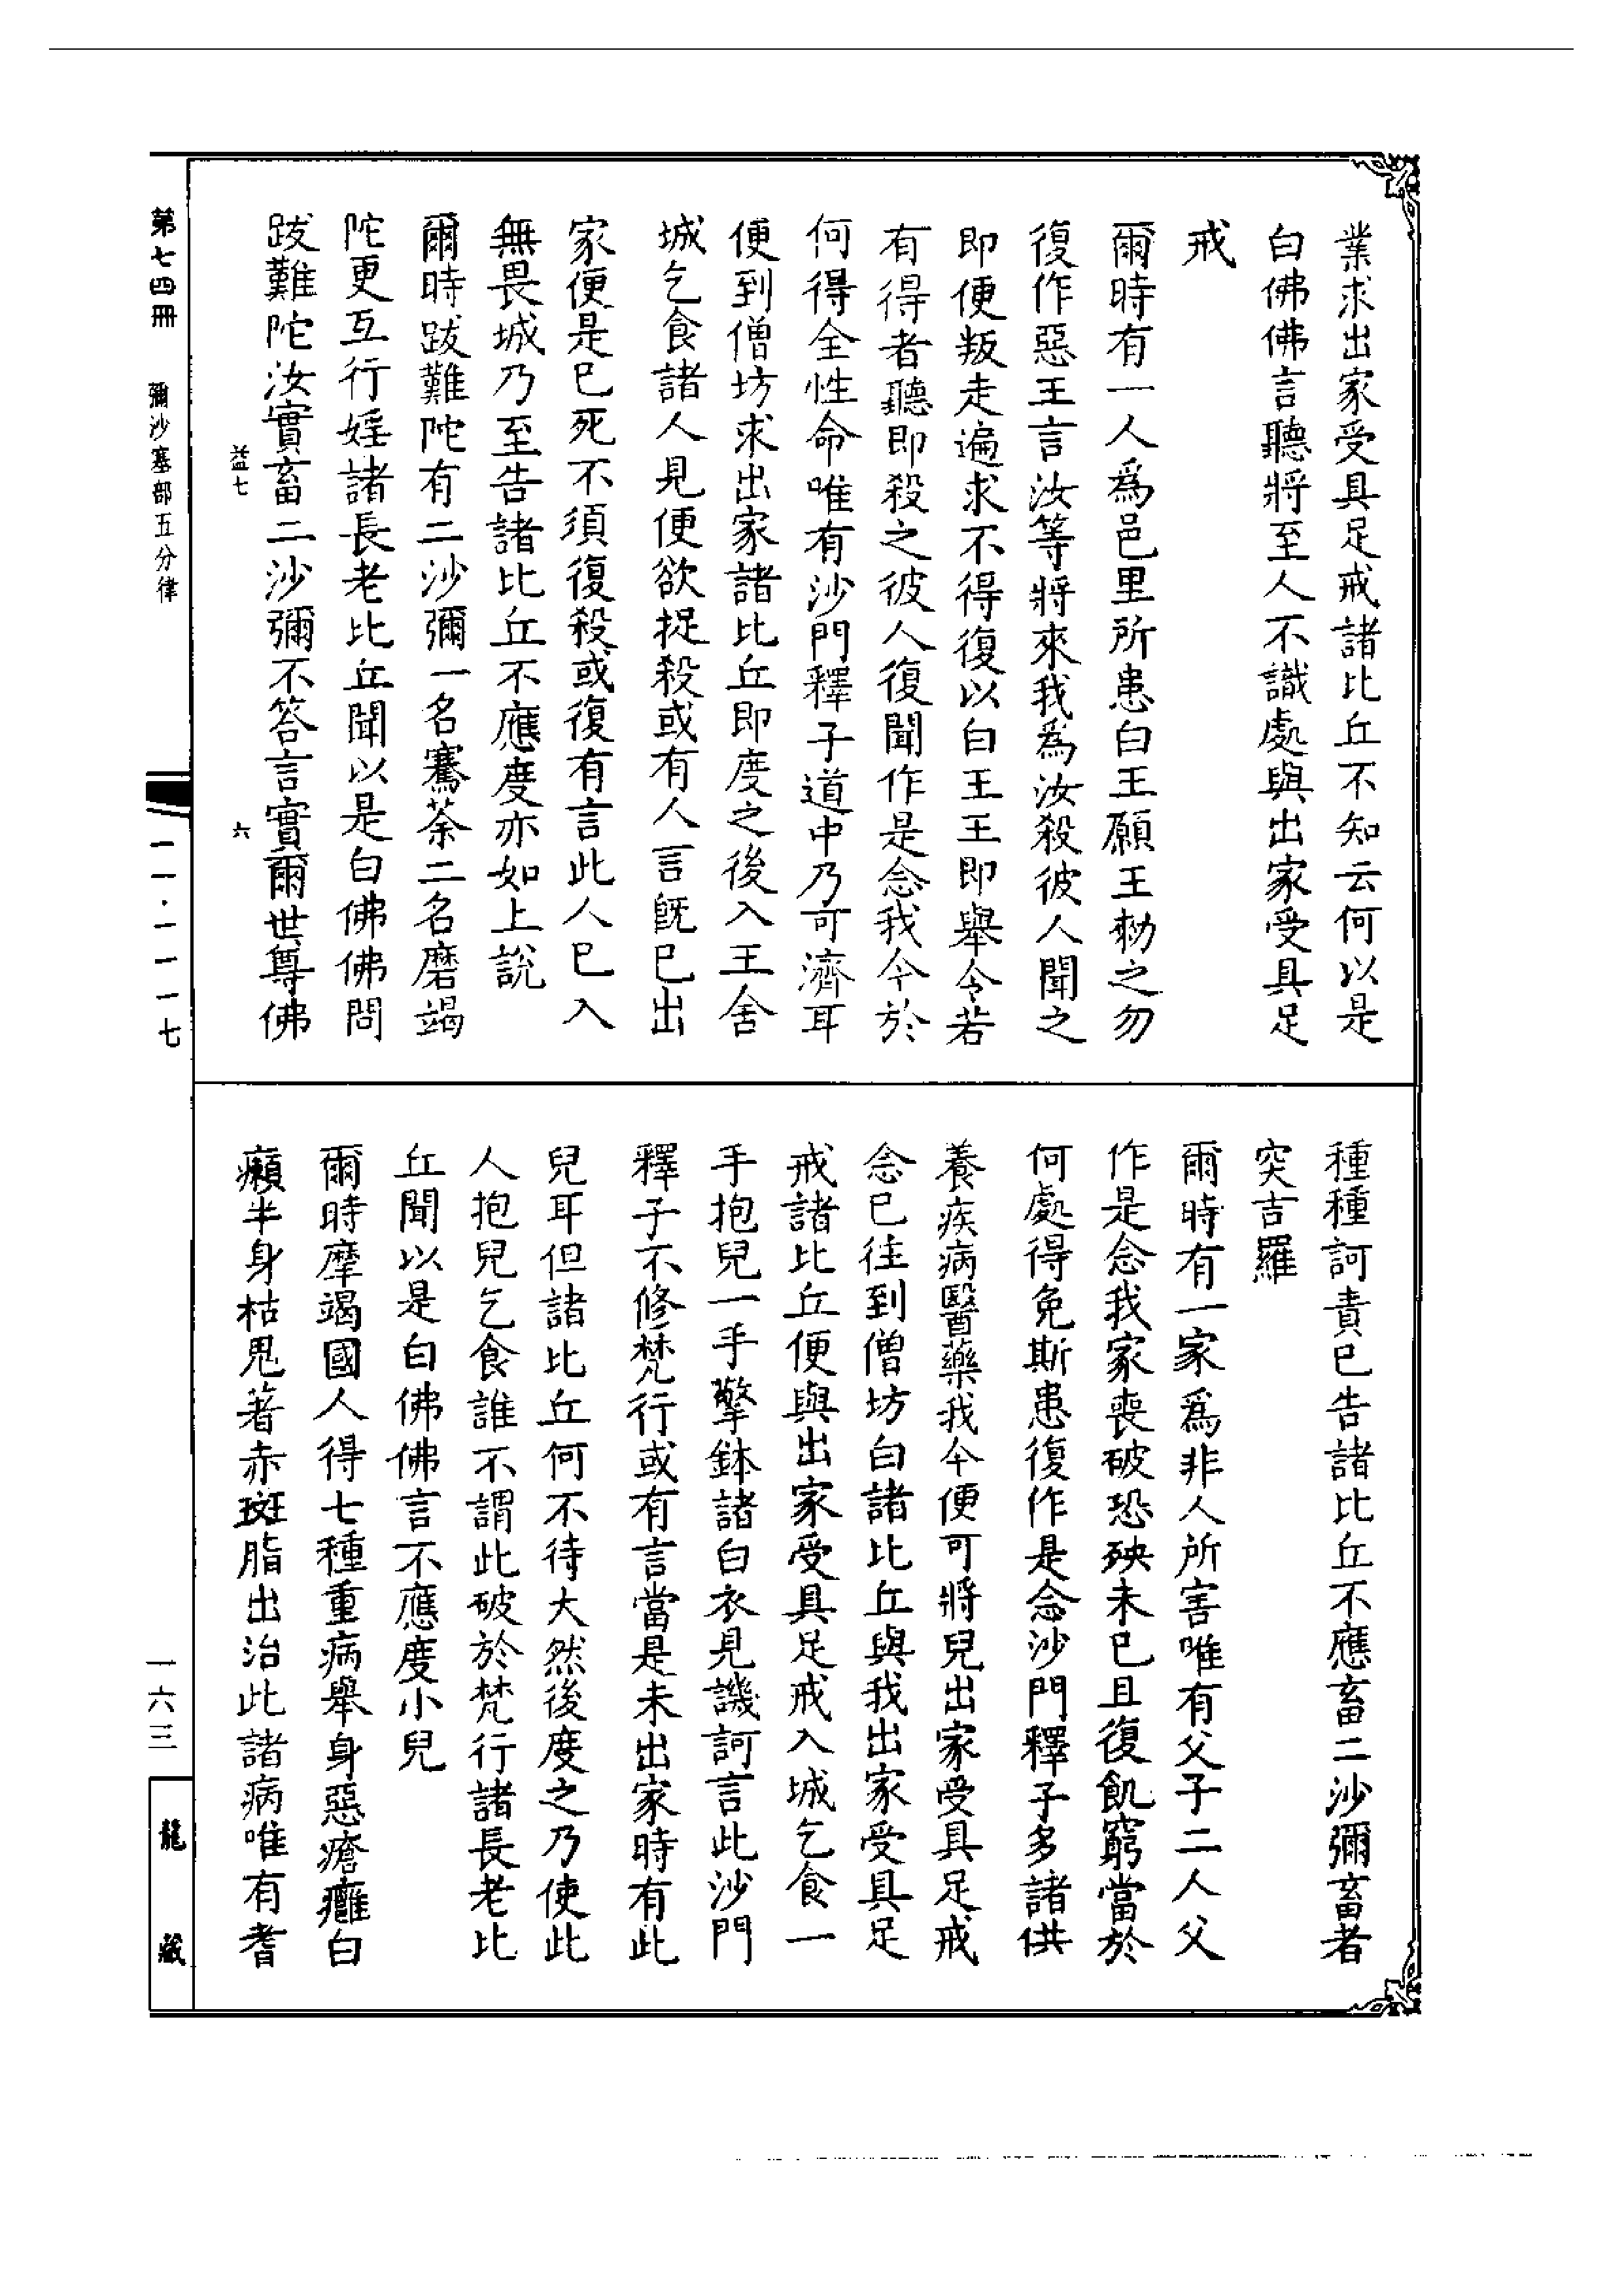 業求出家受具足戒諸比丘不知云何以是
白佛佛言聽將至人不識處與出家受具足
戒
爾時有一人爲邑里所患白王願王勑之勿
復作惡王言汝等將來我爲汝殺彼人聞之
即便叛走遍求不得復以白王王即舉令若
有得者聽即殺之彼人復聞作是念我今於
何得全性命唯有沙門釋子道中乃可濟耳
便到僧坊求出家諸比丘即度之後入王舍
城乞食諸人見便欲捉殺或有人言旣巳出
家便是巳死不須復殺或復有言此人巳入
無畏城乃至告諸比丘不應度亦如上說
爾時跋難陀有二沙彌一名騫荼二名磨竭
陀更互行婬諸長老比丘聞以是白佛佛問
跋難陀汝實畜二沙彌不答言實爾世尊佛
益七
六
種種訶責巳告諸比丘不應畜二沙彌畜者
突吉羅
爾時有一家爲非人所害唯有父子二人父
作是念我家喪破恐殃未巳且復飢窮當於
何處得免斯患復作是念沙門釋子多諸供
養疾病醫藥我今便可將兒出家受具足戒
念巳往到僧坊白諸比丘與我出家受具足
戒諸比丘便與出家受具足戒入城乞食一
手抱兒一手擎鉢諸白衣見譏訶言此沙門
釋子不修梵行或有言當是未出家時有此
兒耳但諸比丘何不待大然後度之乃使此
人抱兒乞食誰不謂此破於梵行諸長老比
丘聞以是白佛佛言不應度小兒
爾時摩竭國人得七種重病舉身惡瘡癰白
癩半身枯鬼著赤斑脂出治此諸病唯有耆
第七四冊
彌沙塞部五分律
一一·一一一七
一六三
龍藏